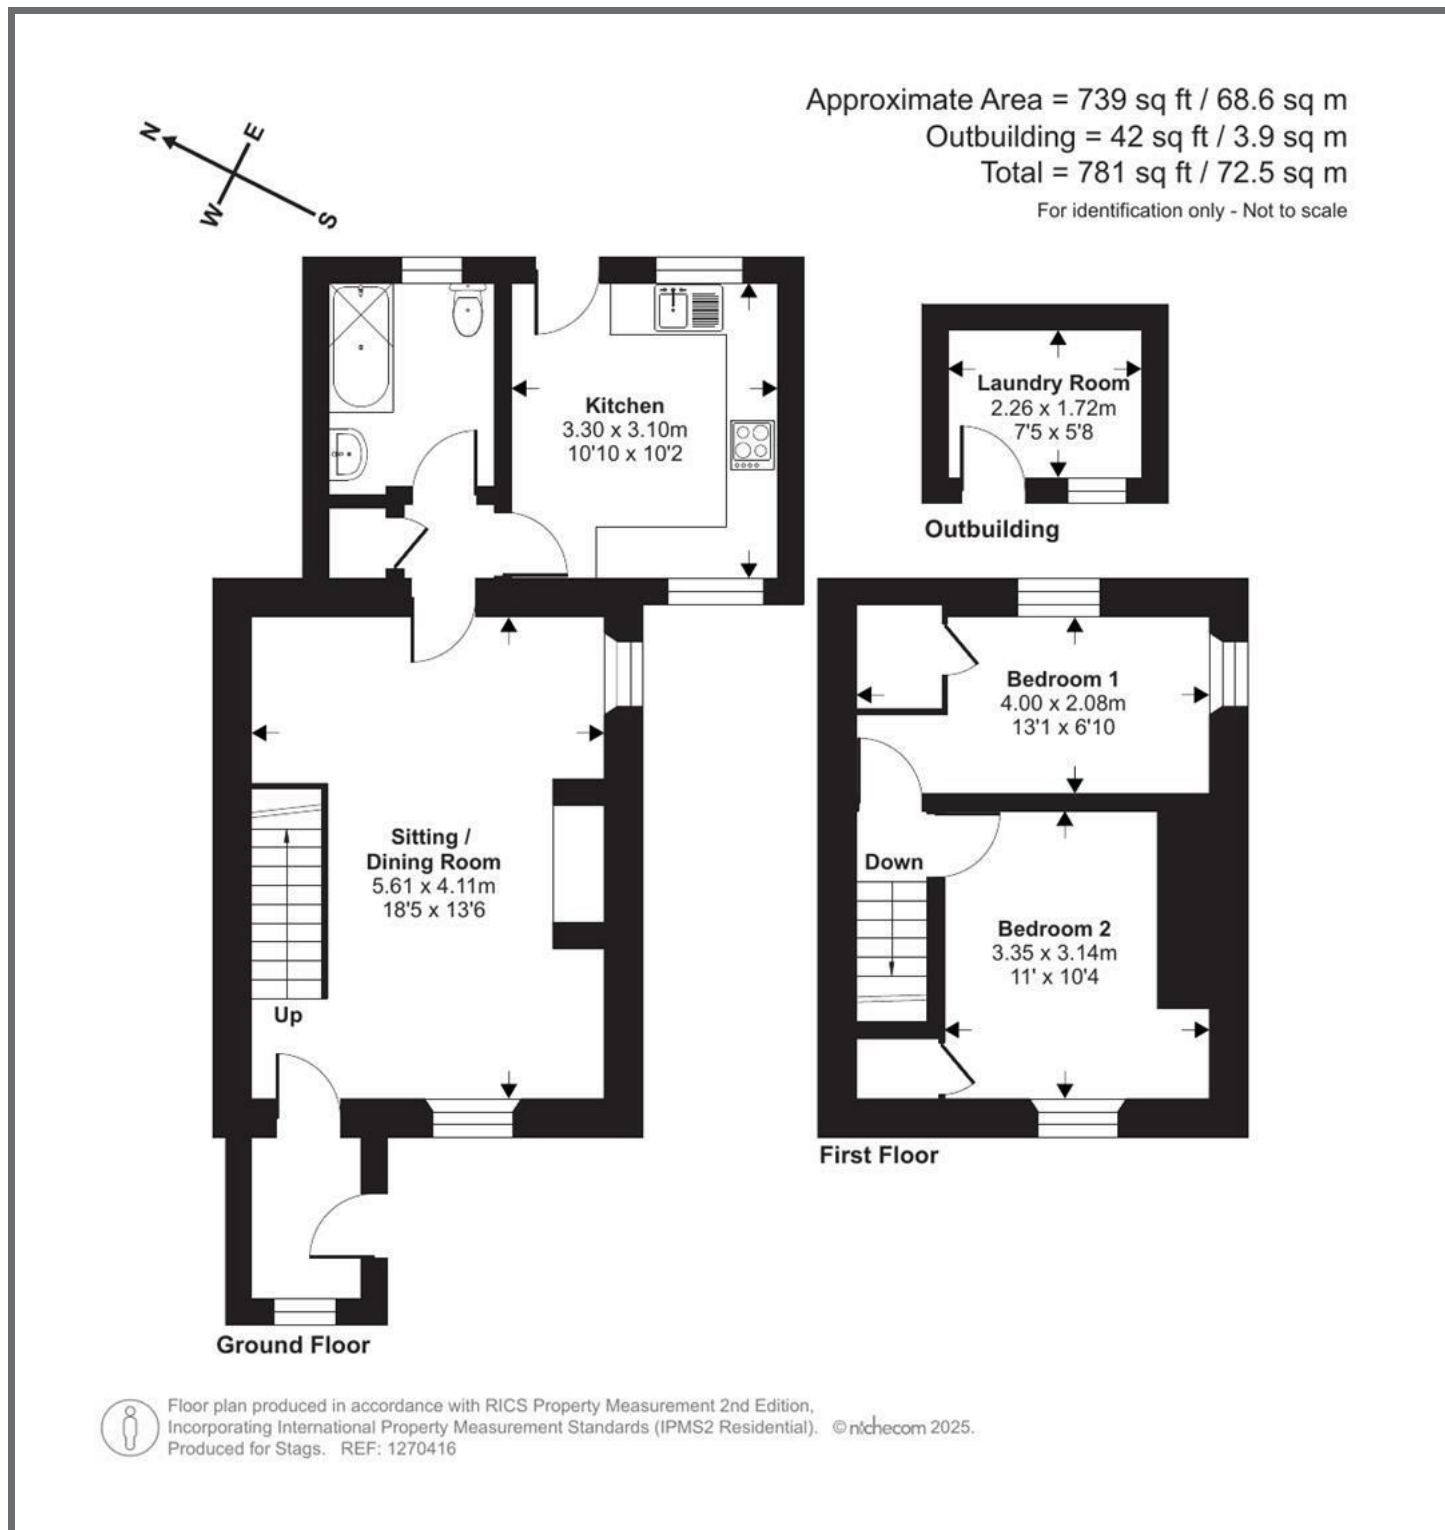 Approximate Area = 739 sq ft / 68.6 sq m
Outbuilding = 42 sq ft / 3.9 sq m
Total = 781 sq ft / 72.5 sq m
For identification only - Not to scale
N
E
W
S
Kitchen
3.30 x 3.10m
10'10 x 10'2
Laundry Room
2.26 x 1.72m
7'5 x 5'8
Outbuilding
Sitting /
Dining Room
5.61 x 4.11m
18'5 x 13'6
Up
Ground Floor
Bedroom 1
4.00 x 2.08m
13'1 x 6'10
Down
Bedroom 2
3.35 x 3.14m
11' x 10'4
First Floor
Floor plan produced in accordance with RICS Property Measurement 2nd Edition,
Incorporating International Property Measurement Standards (IPMS2 Residential). © nichecom 2025.
Produced for Stags. REF: 1270416